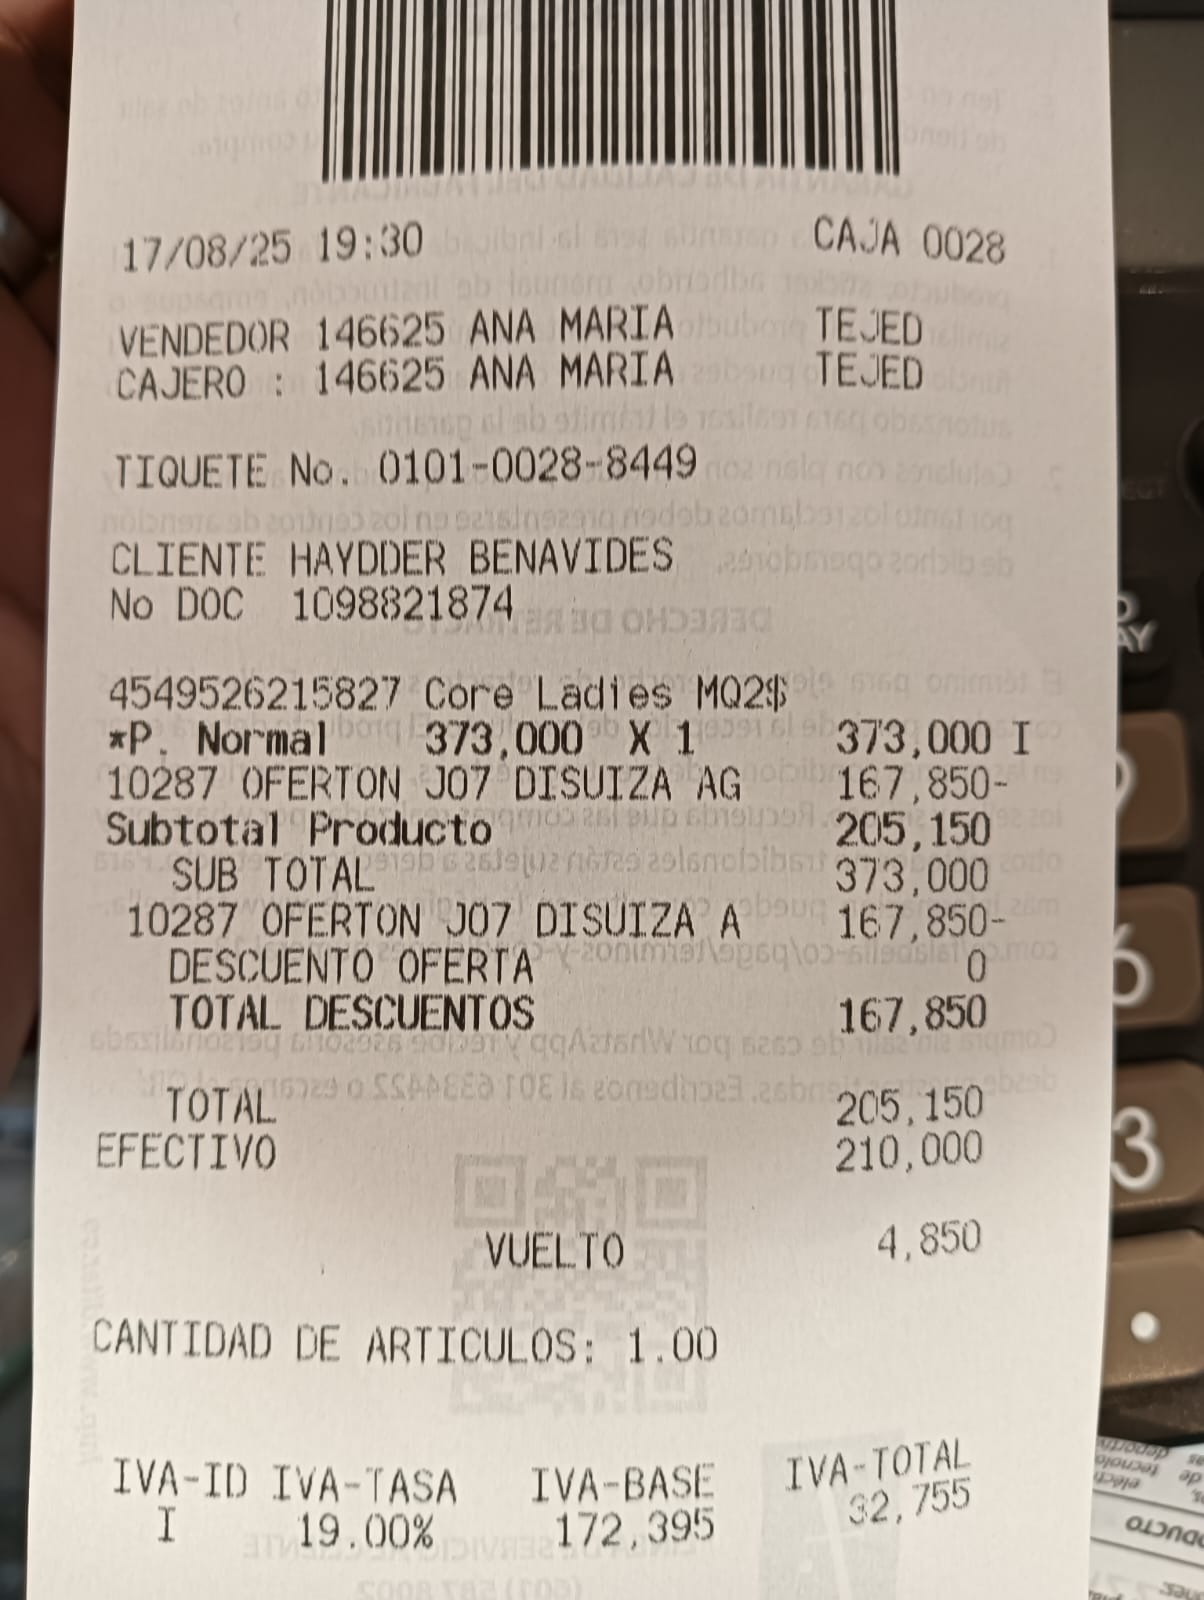 17/08/25 19:30 CAJA 0028
VENDEDOR 146625 ANA MARIA TEJED
CAJERO : 146625 ANA MARIA TEJED
TIQUETE No. 0101-0028-8449
CLIENTE HAYDDER BENAVIDES
No DOC 1098821874
4549526215827 Core Ladies MQ2$
*P. Normal 373,000 X 1 373,000 I
10287 OFERTON J07 DISUIZA AG 167,850-
Subtotal Producto 205,150
SUB TOTAL 373,000
10287 OFERTON J07 DISUIZA A 167,850-
DESCUENTO OFERTA 0
TOTAL DESCUENTOS 167,850
TOTAL 205,150
EFECTIVO 210,000
VUELTO 4,850
CANTIDAD DE ARTICULOS: 1.00
IVA-ID IVA-TASA IVA-BASE IVA-TOTAL
I 19.00% 172,395 32,755
6
3